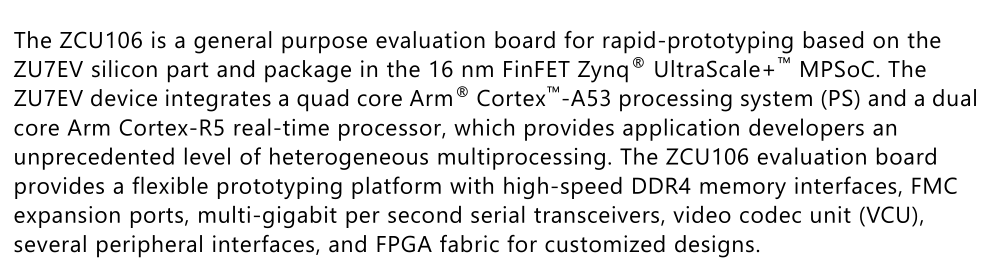 The ZCU106 is a general purpose evaluation board for rapid-prototyping based on the
ZU7EV silicon part and package in the 16 nm FinFET Zynq® UltraScale+™ MPSoC. The
ZU7EV device integrates a quad core Arm® Cortex™-A53 processing system (PS) and a dual
core Arm Cortex-R5 real-time processor, which provides application developers an
unprecedented level of heterogeneous multiprocessing. The ZCU106 evaluation board
provides a flexible prototyping platform with high-speed DDR4 memory interfaces, FMC
expansion ports, multi-gigabit per second serial transceivers, video codec unit (VCU),
several peripheral interfaces, and FPGA fabric for customized designs.